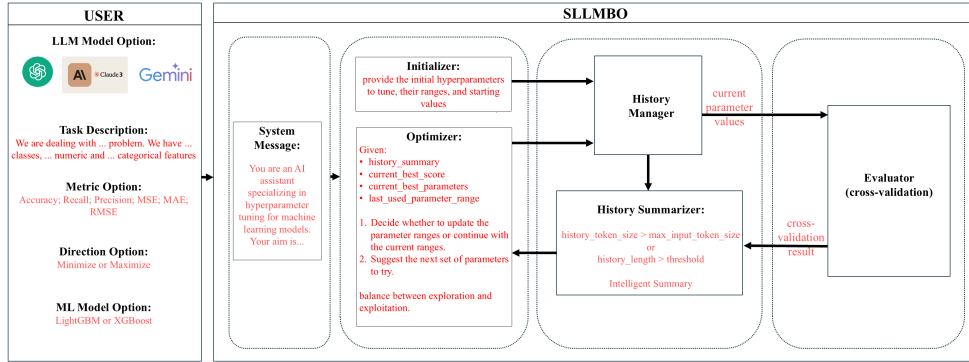 USER
LLM Model Option:
AI Claude 3 Gemini
Task Description:
We are dealing with ... problem. We have ...
classes, ... numeric and ... categorical features
Metric Option:
Accuracy; Recall; Precision; MSE; MAE;
RMSE
Direction Option:
Minimize or Maximize
ML Model Option:
LightGBM or XGBoost
SLLMBO
System
Message:
You are an AI
assistant
specializing in
hyperparameter
tuning for machine
learning models.
Your aim is...
Initializer:
provide the initial hyperparameters
to tune, their ranges, and starting
values
Optimizer:
Given:
• history_summary
• current_best_score
• current_best_parameters
• last_used_parameter_range
1. Decide whether to update the
parameter ranges or continue with
the current ranges.
2. Suggest the next set of parameters
to try.
balance between exploration and
exploitation.
History
Manager
History Summarizer:
history_token_size > max_input_token_size
or
history_length > threshold
Intelligent Summary
current
parameter
values
cross-
validation
result
Evaluator
(cross-validation)